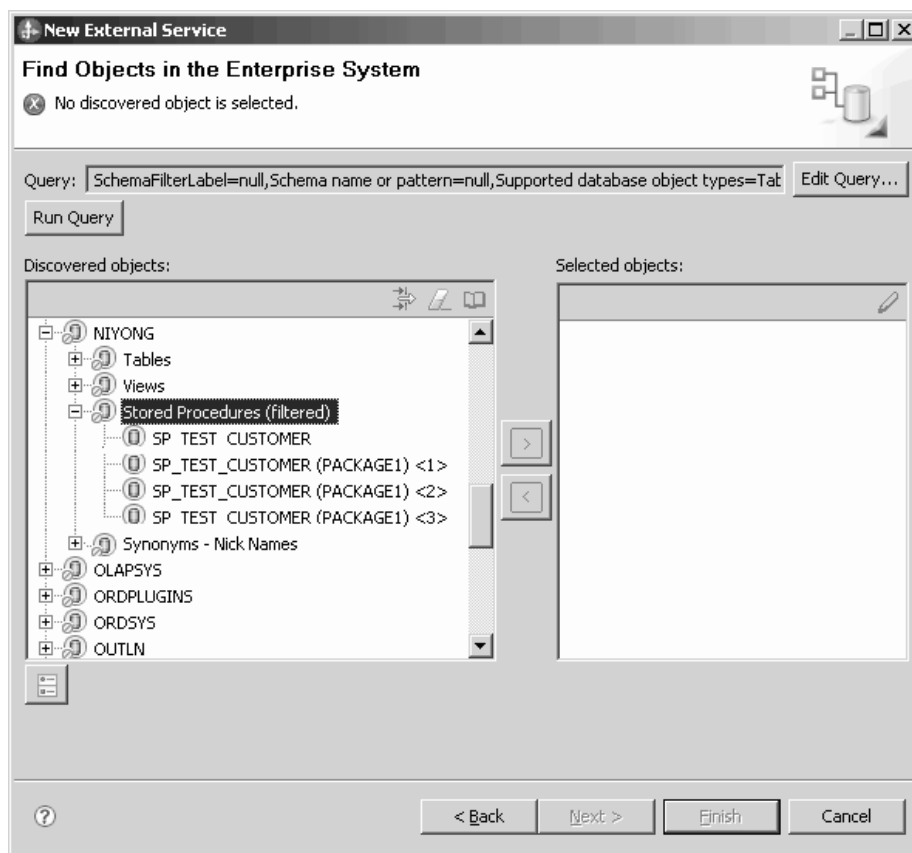 New External Service
Find Objects in the Enterprise System
No discovered object is selected.
Query: SchemaFilterLabel=null,Schema name or pattern=null,Supported database object types=Tab Edit Query...
Run Query
Discovered objects: Selected objects:
NIYONG
Tables
Views
Stored Procedures (filtered)
SP_TEST_CUSTOMER
SP_TEST_CUSTOMER (PACKAGE1) <1>
SP_TEST_CUSTOMER (PACKAGE1) <2>
SP_TEST_CUSTOMER (PACKAGE1) <3>
Synonyms - Nick Names
OLAPSYS
ORDPLUGINS
ORDSYS
OUTLN
> 
<
? < Back Next > Finish Cancel